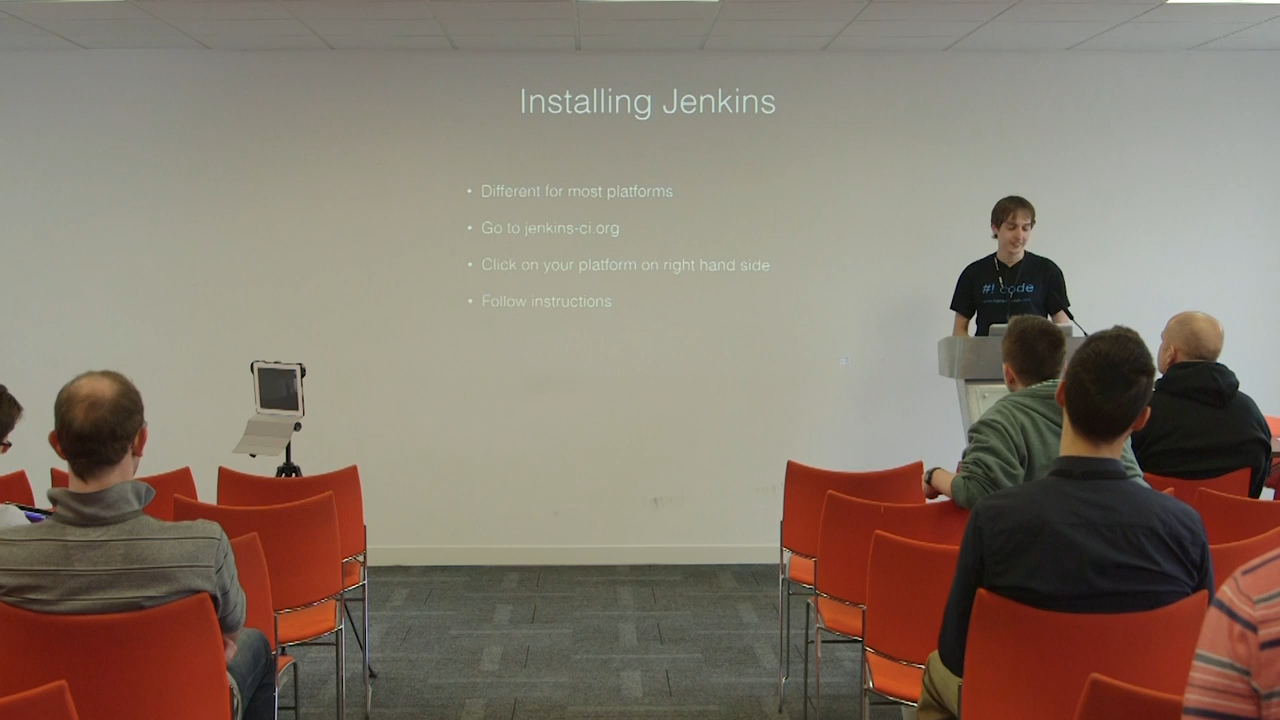 Installing Jenkins
• Different for most platforms
• Go to jenkins-ci.org
• Click on your platform on right hand side
• Follow instructions
#! code